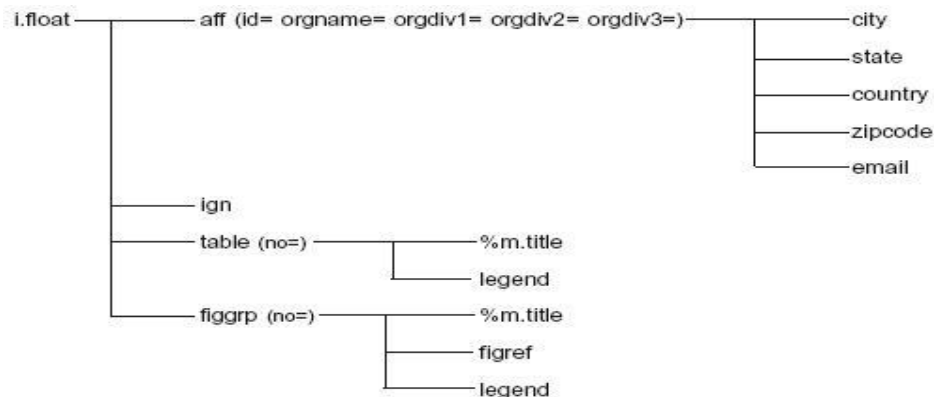 i.float aff (id= orgname= orgdiv1= orgdiv2= orgdiv3=) city
state
country
zipcode
email
ign
table (no=) %m.title
legend
figgrp (no=) %m.title
figref
legend